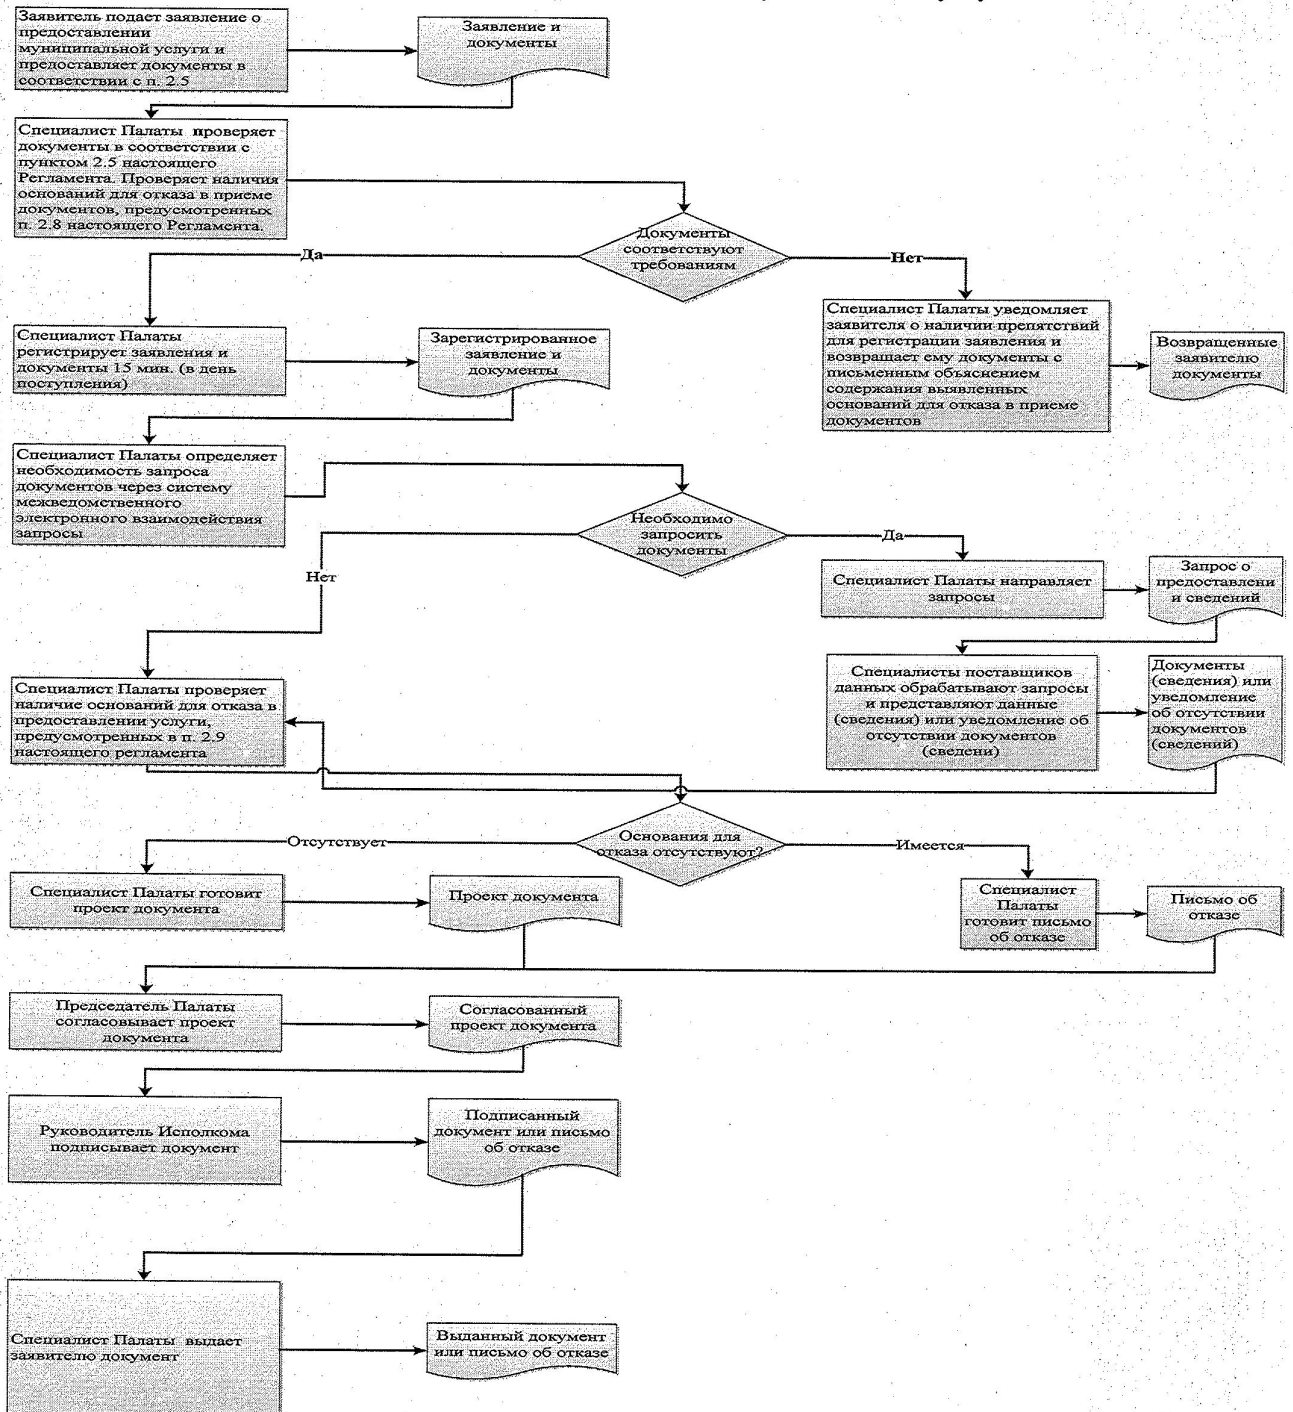 Заявитель подает заявление о
предоставлении
муниципальной услуги и
предоставляет документы в
соответствии с п. 2.5
Заявление и
документы
Специалист Палаты проверяет
документы в соответствии с
пунктом 2.5 настоящего
Регламента. Проверяет наличия
оснований для отказа в приеме
документов, предусмотренных
п. 2.8 настоящего Регламента.
Документы
соответствуют
требованиям
Да
Нет
Специалист Палаты
регистрирует заявления и
документы 15 мин. (в день
поступления)
Зарегистрированное
заявление и
документы
Специалист Палаты уведомляет
заявителя о наличии препятствий
для регистрации заявления и
возвращает ему документы с
письменным объяснением
содержания выявленных
оснований для отказа в приеме
документов
Возвращенные
заявителю
документы
Специалист Палаты определяет
необходимость запроса
документов через систему
межведомственного
электронного взаимодействия
запросы
Необходимо
запросить
документы
Да
Нет
Специалист Палаты направляет
запросы
Запрос о
предоставлени
и сведений
Специалисты поставщиков
данных обрабатывают запросы
и представляют данные
(сведения) или уведомление об
отсутствии документов
(сведени)
Документы
(сведения) или
уведомление
об отсутствии
документов
(сведений)
Специалист Палаты проверяет
наличие оснований для отказа в
предоставлении услуги,
предусмотренных в п. 2.9
настоящего регламента
Основания для
отказа отсутствуют?
Отсутствует
Имеется
Специалист Палаты готовит
проект документа
Проект документа
Специалист
Палаты
готовит письмо
об отказе
Письмо об
отказе
Председатель Палаты
согласовывает проект
документа
Согласованный
проект документа
Руководитель Исполкома
подписывает документ
Подписанный
документ или письмо
об отказе
Специалист Палаты выдает
заявителю документ
Выданный документ
или письмо об отказе